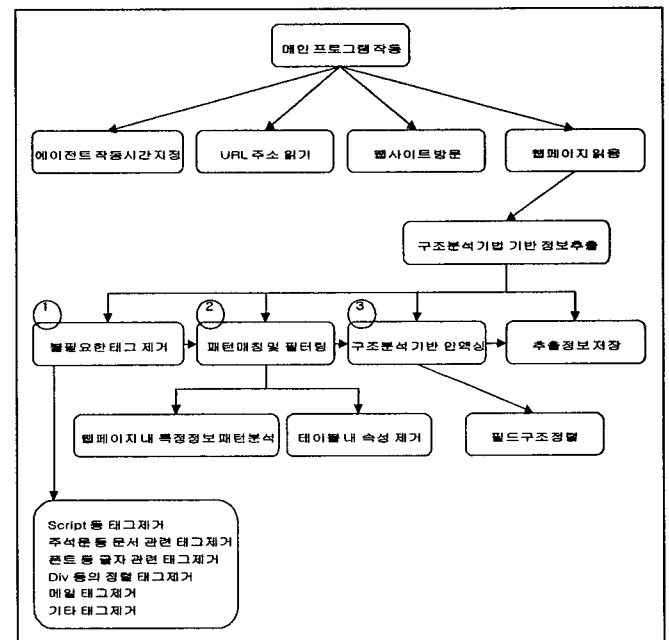 메인 프로그램 작동
에이전트 작동시간 지정
URL 주소 읽기
웹사이트 방문
웹페이지 읽음
구조분석기법 기반 정보추출
1
2
3
불필요한 태그 제거
패턴매칭 및 필터링
구조분석 기반 인덱싱
추출정보 저장
웹페이지 내 특정정보 패턴분석
테이블 내 속성 제거
필드구조정렬
Script 등 태그제거
주석문 등 문서 관련 태그제거
폰트 등 글자 관련 태그제거
Div 등의 정렬 태그제거
메일 태그제거
기타 태그제거